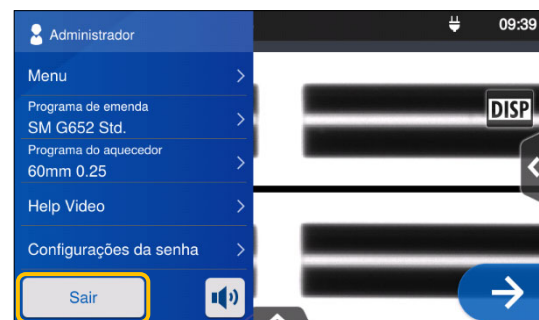 Administrador
09:39
Menu
Programa de emenda
SM G652 Std.
DISP
Programa do aquecedor
60mm 0.25
Help Video
Configurações da senha
Sair